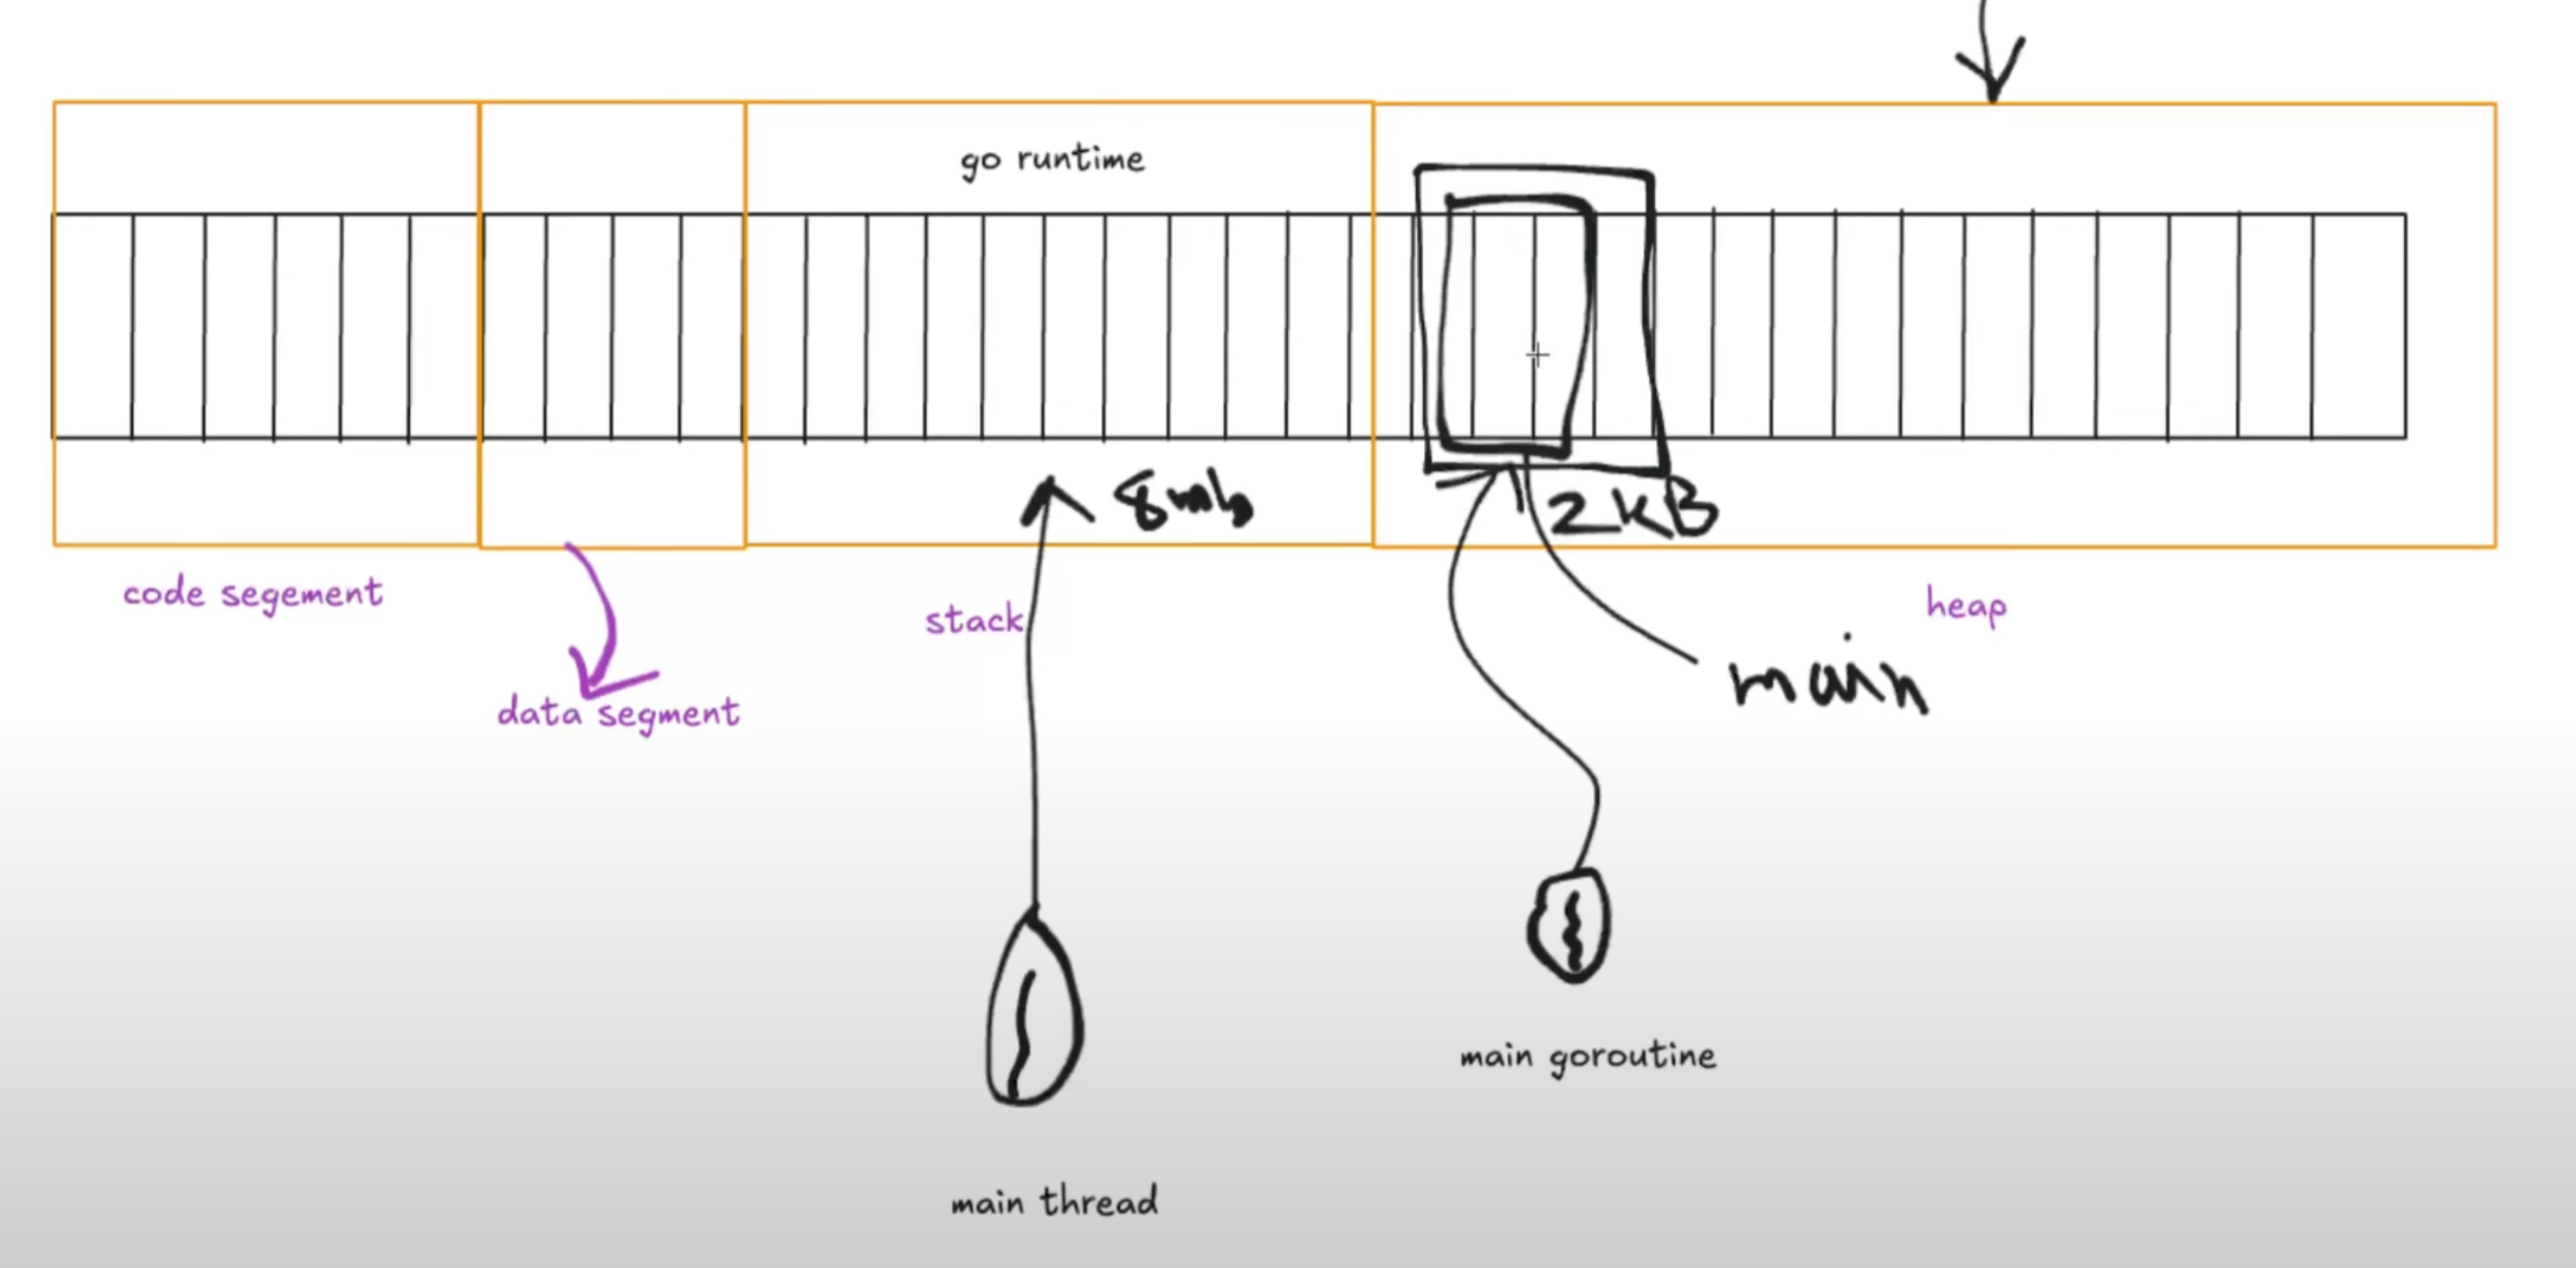 go runtime
8mb
2kB
code segement
stack
heap
main
data segment
main goroutine
main thread